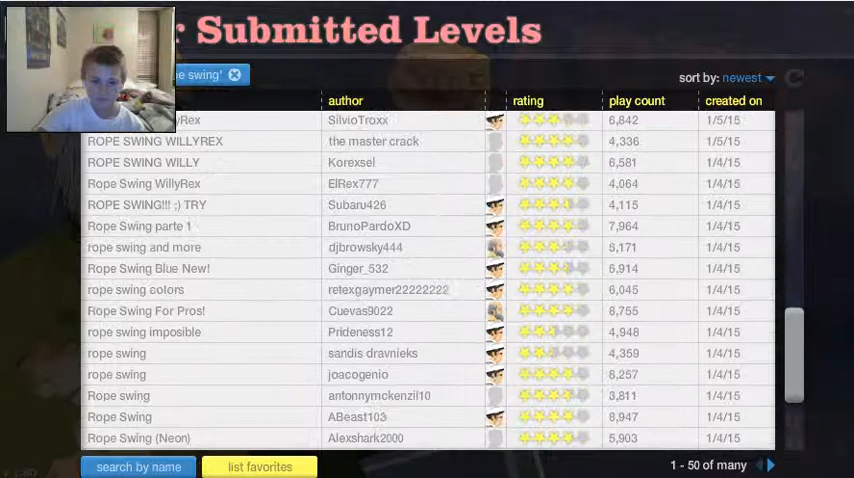 Submitted Levels
e swing'
sort by: newest
author rating play count created on
yRex SilvioTroxx 6,842 1/5/15
ROPE SWING WILLYREX the master crack 4,336 1/5/15
ROPE SWING WILLY Korexsel 6,581 1/4/15
Rope Swing WillyRex ElRex777 4,064 1/4/15
ROPE SWING!!! :) TRY Subaru426 4,115 1/4/15
Rope Swing parte 1 BrunoPardoXD 7,964 1/4/15
rope swing and more djbrowsky444 8,171 1/4/15
Rope Swing Blue New! Ginger_532 6,914 1/4/15
rope swing colors retexgaymer22222222 6,045 1/4/15
Rope Swing For Pros! Cuevas9022 8,755 1/4/15
rope swing imposible Prideness12 4,948 1/4/15
rope swing sandis dravnieks 4,359 1/4/15
rope swing joacogenio 6,257 1/4/15
Rope swing antonnymckenzil10 3,811 1/4/15
Rope Swing ABeast103 8,947 1/4/15
Rope Swing (Neon) Alexshark2000 5,903 1/4/15
search by name list favorites 1 - 50 of many